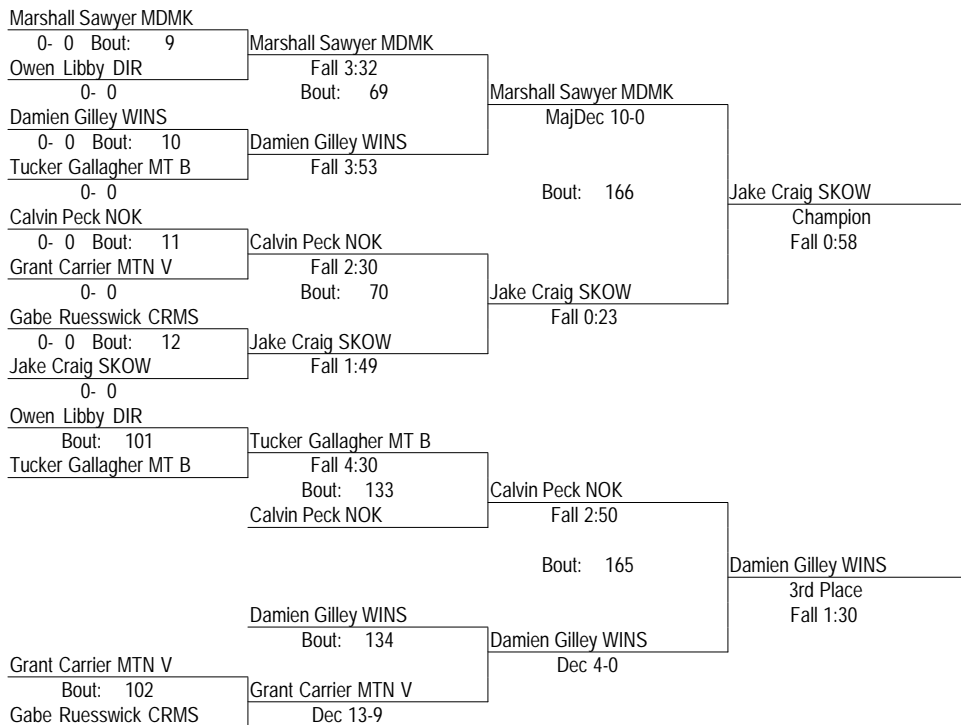 Marshall Sawyer MDMK
0- 0 Bout: 9
Marshall Sawyer MDMK
Owen Libby DIR
Fall 3:32
0- 0
Bout: 69
Marshall Sawyer MDMK
Damien Gilley WINS
MajDec 10-0
0- 0 Bout: 10
Damien Gilley WINS
Tucker Gallagher MT B
Fall 3:53
0- 0
Bout: 166
Jake Craig SKOW
Calvin Peck NOK
Champion
0- 0 Bout: 11
Calvin Peck NOK
Fall 0:58
Grant Carrier MTN V
Fall 2:30
0- 0
Bout: 70
Jake Craig SKOW
Gabe Ruesswick CRMS
Fall 0:23
0- 0 Bout: 12
Jake Craig SKOW
Jake Craig SKOW
Fall 1:49
0- 0
Owen Libby DIR
Bout: 101
Tucker Gallagher MT B
Tucker Gallagher MT B
Fall 4:30
Bout: 133
Calvin Peck NOK
Calvin Peck NOK
Fall 2:50
Bout: 165
Damien Gilley WINS
3rd Place
Damien Gilley WINS
Fall 1:30
Bout: 134
Damien Gilley WINS
Grant Carrier MTN V
Dec 4-0
Bout: 102
Grant Carrier MTN V
Gabe Ruesswick CRMS
Dec 13-9